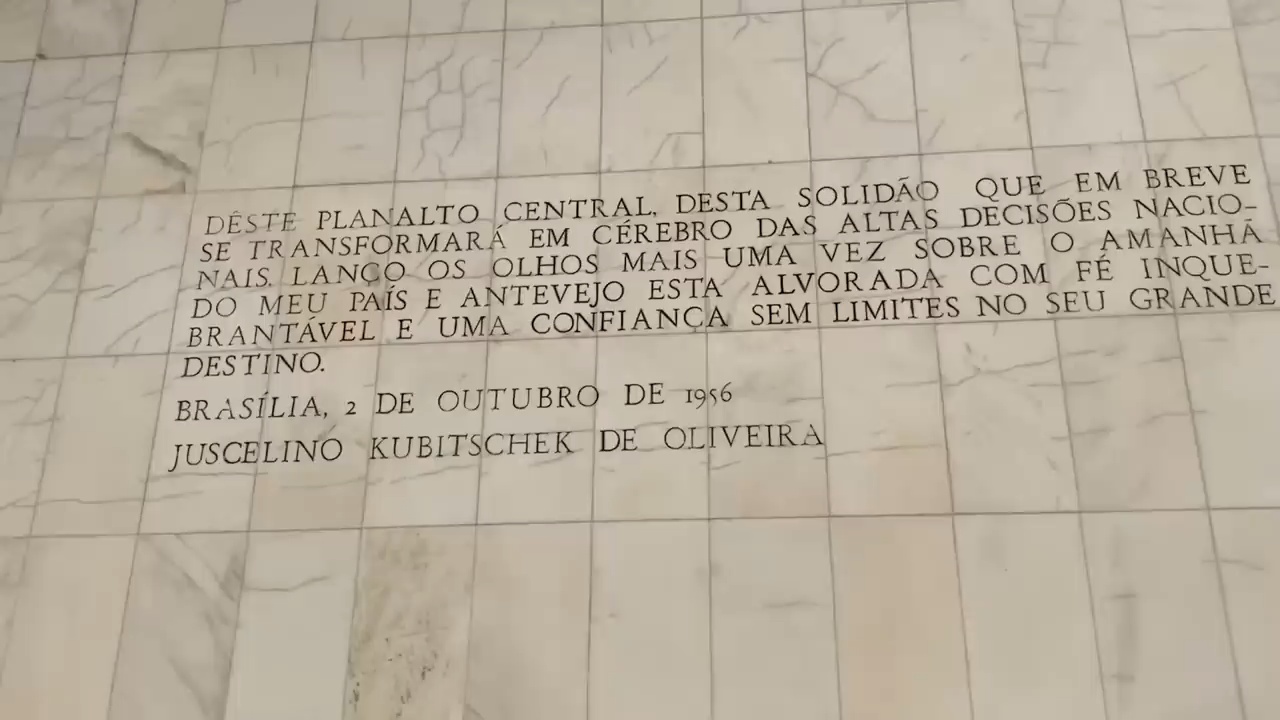 DÊSTE PLANALTO CENTRAL, DESTA SOLIDÃO QUE EM BREVE
SE TRANSFORMARÁ EM CÉREBRO DAS ALTAS DECISÕES NACIO-
NAIS, LANÇO OS OLHOS MAIS UMA VEZ SOBRE O AMANHÃ
DO MEU PAÍS E ANTEVEJO ESTA ALVORADA COM FÉ INQUE-
BRANTÁVEL E UMA CONFIANÇA SEM LIMITES NO SEU GRANDE
DESTINO.
BRASÍLIA, 2 DE OUTUBRO DE 1956
JUSCELINO KUBITSCHEK DE OLIVEIRA